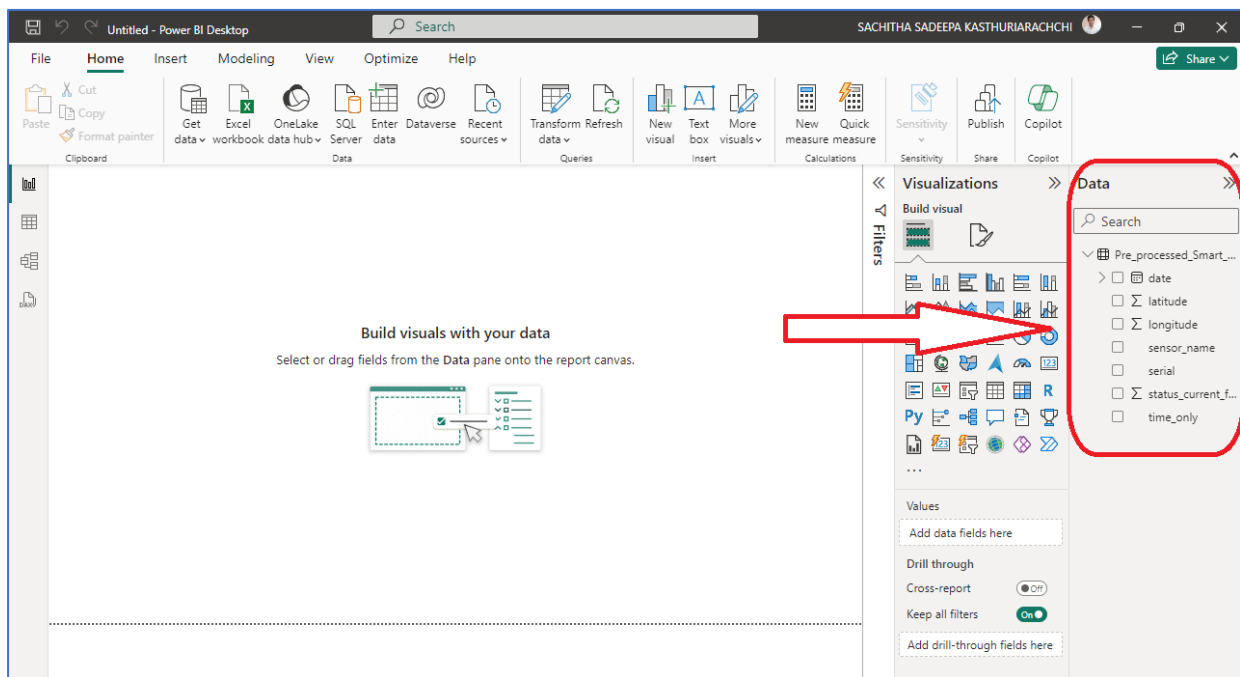 Untitled - Power BI Desktop
Search
SACHITHA SADEEPA KASTHURIARACHCHI
File Home Insert Modeling View Optimize Help
Share
Paste
Cut
Copy
Format painter
Clipboard
Get data
Excel workbook
OneLake data hub
SQL Server
Enter data
Dataverse
Recent sources
Data
Transform data
Refresh
Queries
New visual
Text box
More visuals
Insert
New measure
Quick measure
Calculations
Sensitivity
Sensitivity
Publish
Share
Copilot
Copilot
Build visuals with your data
Select or drag fields from the Data pane onto the report canvas.
Filters
Visualizations
Build visual
123
R
Py
123
...
Values
Add data fields here
Drill through
Cross-report
Off
Keep all filters
On
Add drill-through fields here
Data
Search
Pre_processed_Smart_...
date
latitude
longitude
sensor_name
serial
status_current_f...
time_only